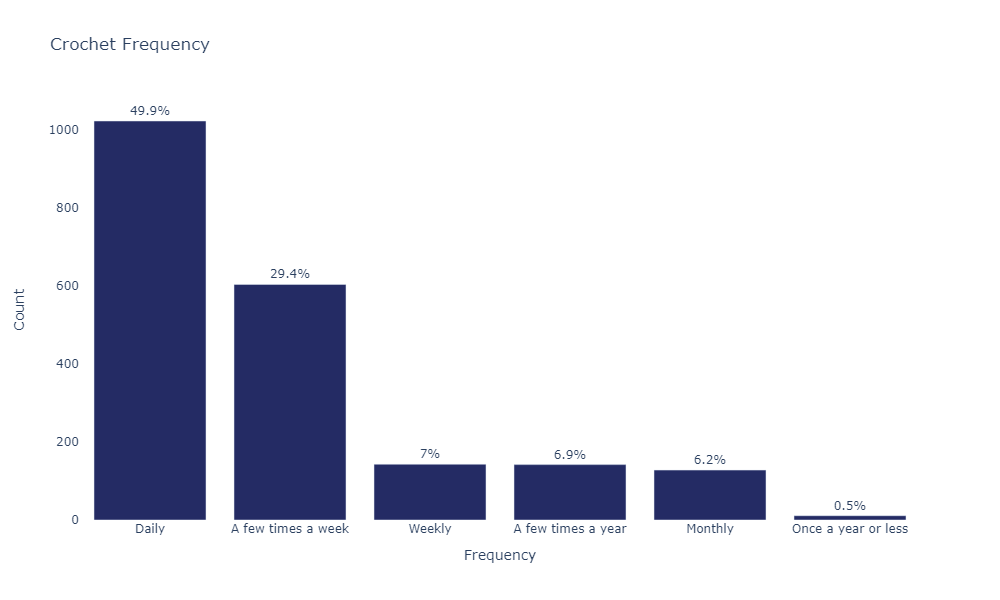 Crochet Frequency
49.9%
1000
29.4%
800
600
Count
400
7%
6.9%
6.2%
200
0.5%
0
Daily
A few times a week
Weekly
A few times a year
Monthly
Once a year or less
Frequency